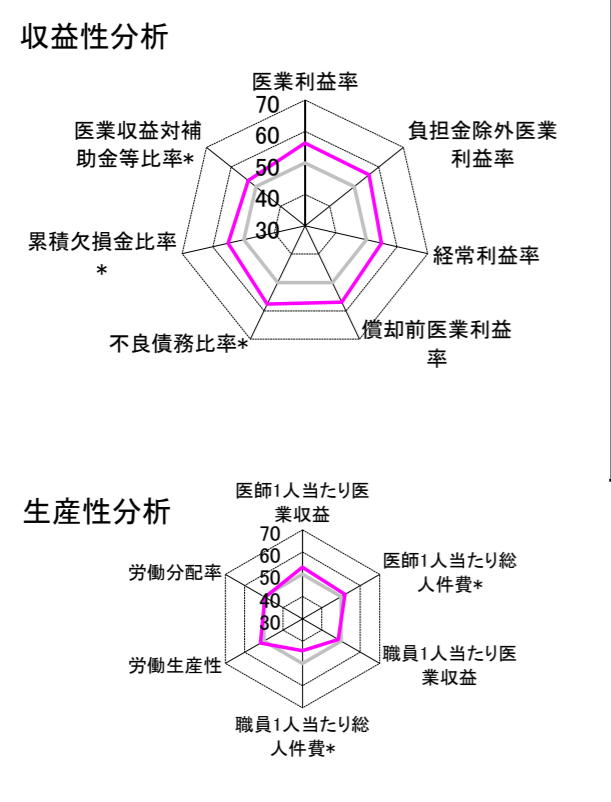 収益性分析
医業利益率
負担金除外医業
利益率
経常利益率
償却前医業利益
率
不良債務比率*
累積欠損金比率
*
医業収益対補
助金等比率*
70
60
50
40
30
生産性分析
医師1人当たり医
業収益
医師1人当たり総
人件費*
職員1人当たり医
業収益
職員1人当たり総
人件費*
労働生産性
労働分配率
70
60
50
40
30